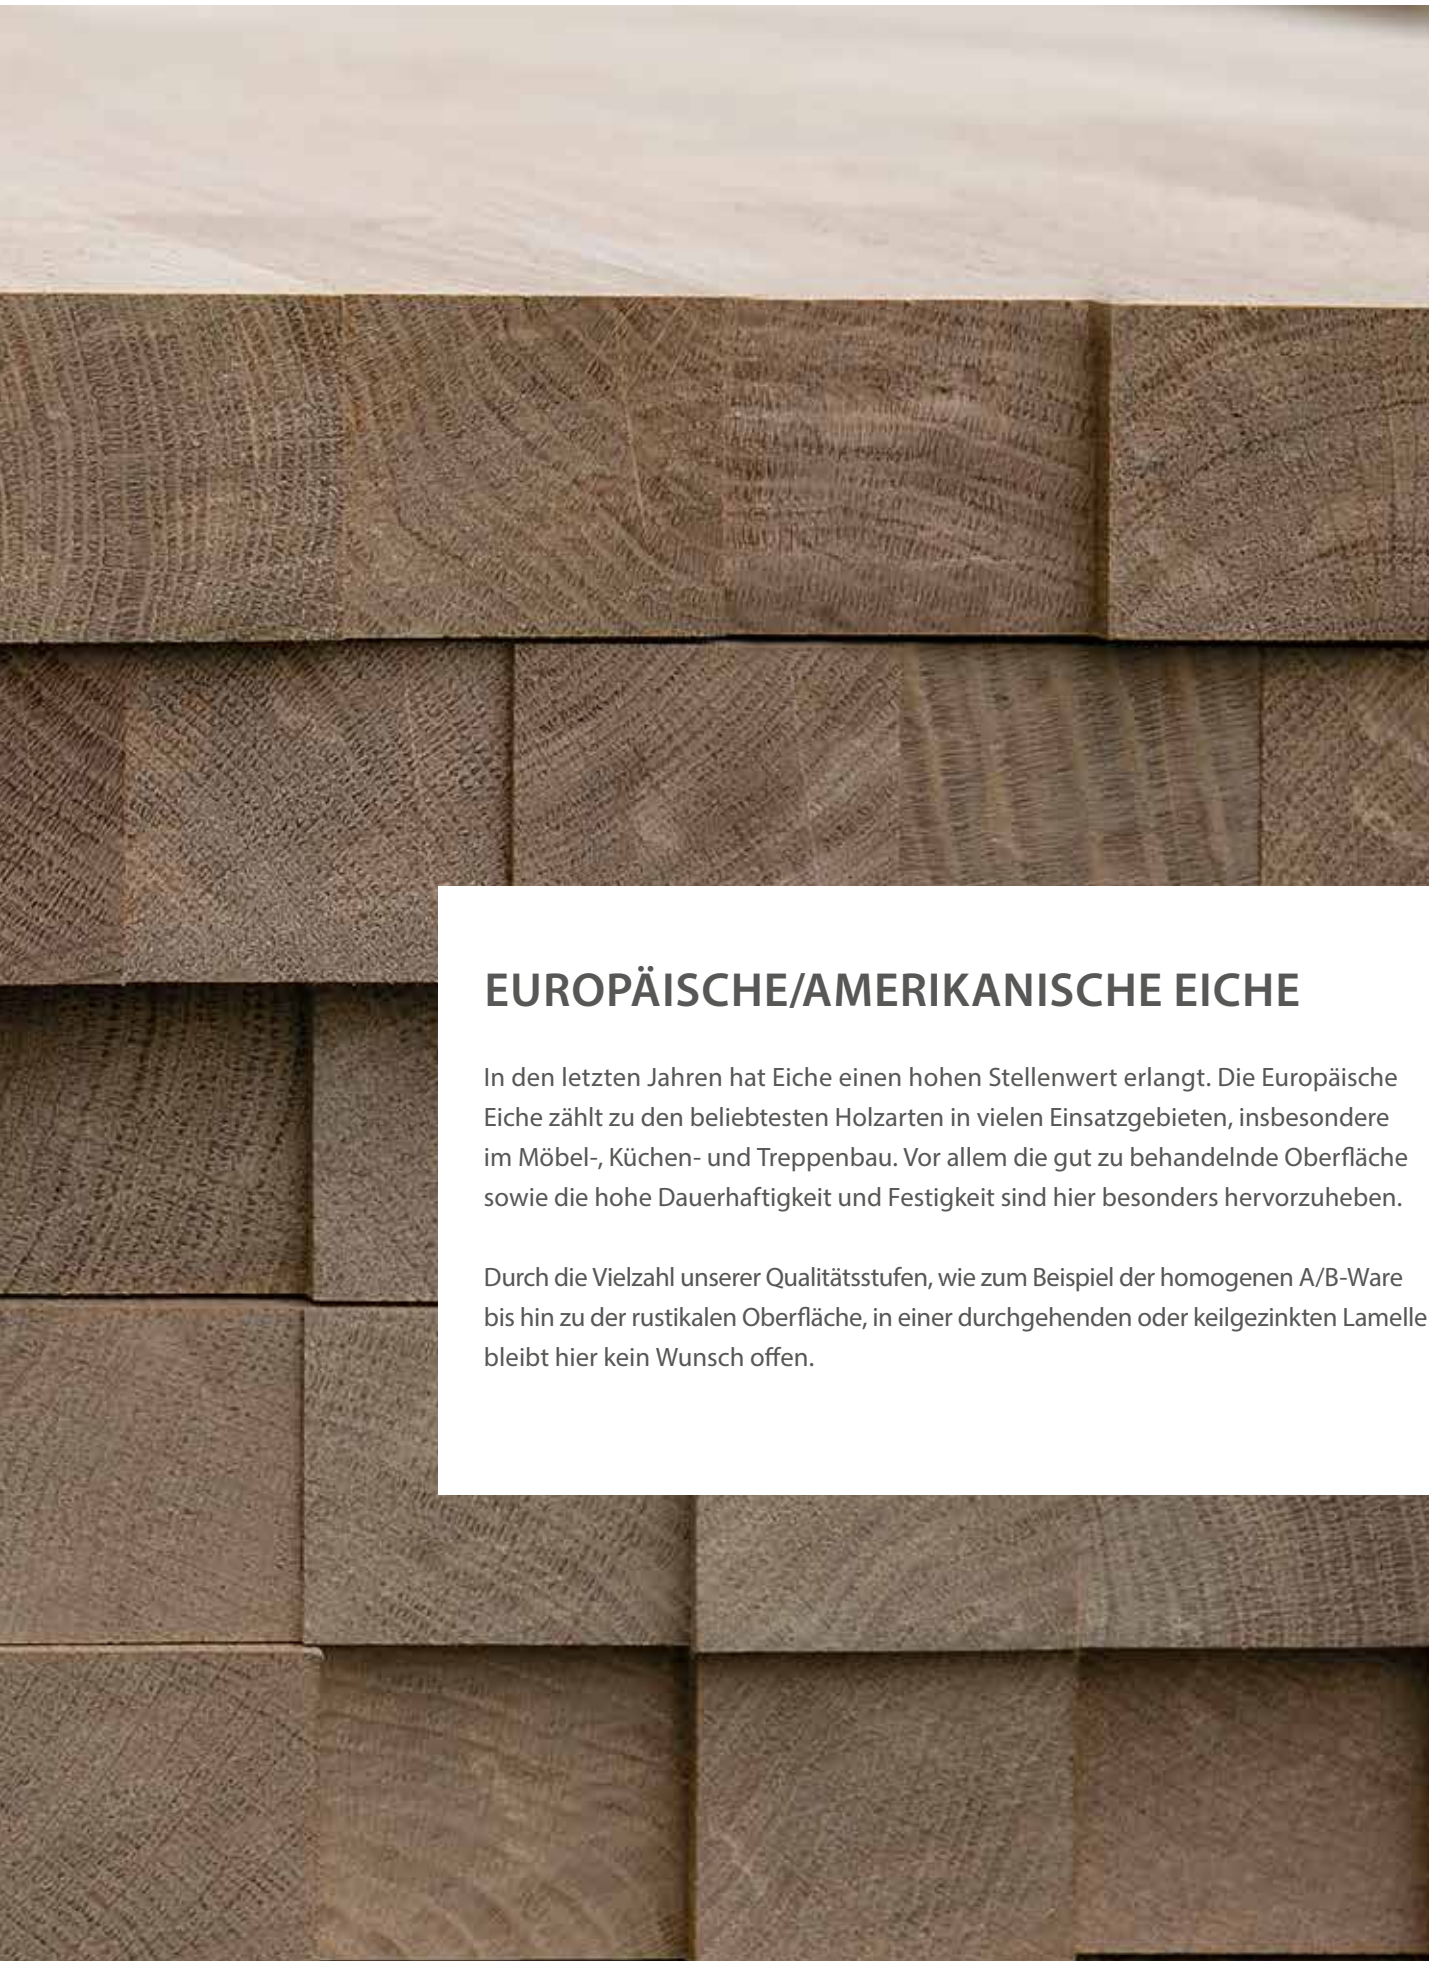 EUROPÄISCHE/AMERIKANISCHE EICHE
In den letzten Jahren hat Eiche einen hohen Stellenwert erlangt. Die Europäische
Eiche zählt zu den beliebtesten Holzarten in vielen Einsatzgebieten, insbesondere
im Möbel-, Küchen- und Treppenbau. Vor allem die gut zu behandelnde Oberfläche
sowie die hohe Dauerhaftigkeit und Festigkeit sind hier besonders hervorzuheben.
Durch die Vielzahl unserer Qualitätsstufen, wie zum Beispiel der homogenen A/B-Ware
bis hin zu der rustikalen Oberfläche, in einer durchgehenden oder keilgezinkten Lamelle
bleibt hier kein Wunsch offen.